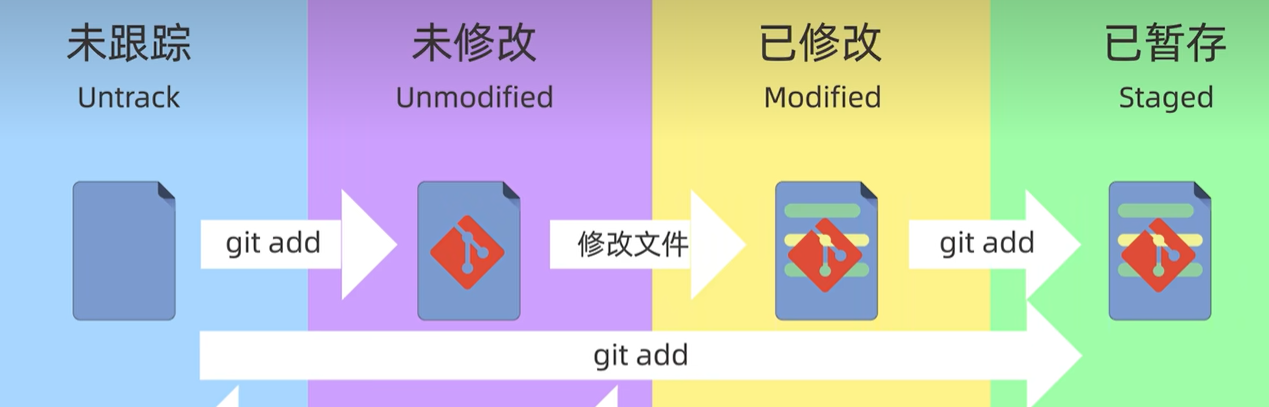 未跟踪
Untrack
未修改
Unmodified
已修改
Modified
已暂存
Staged
git add
修改文件
git add
git add